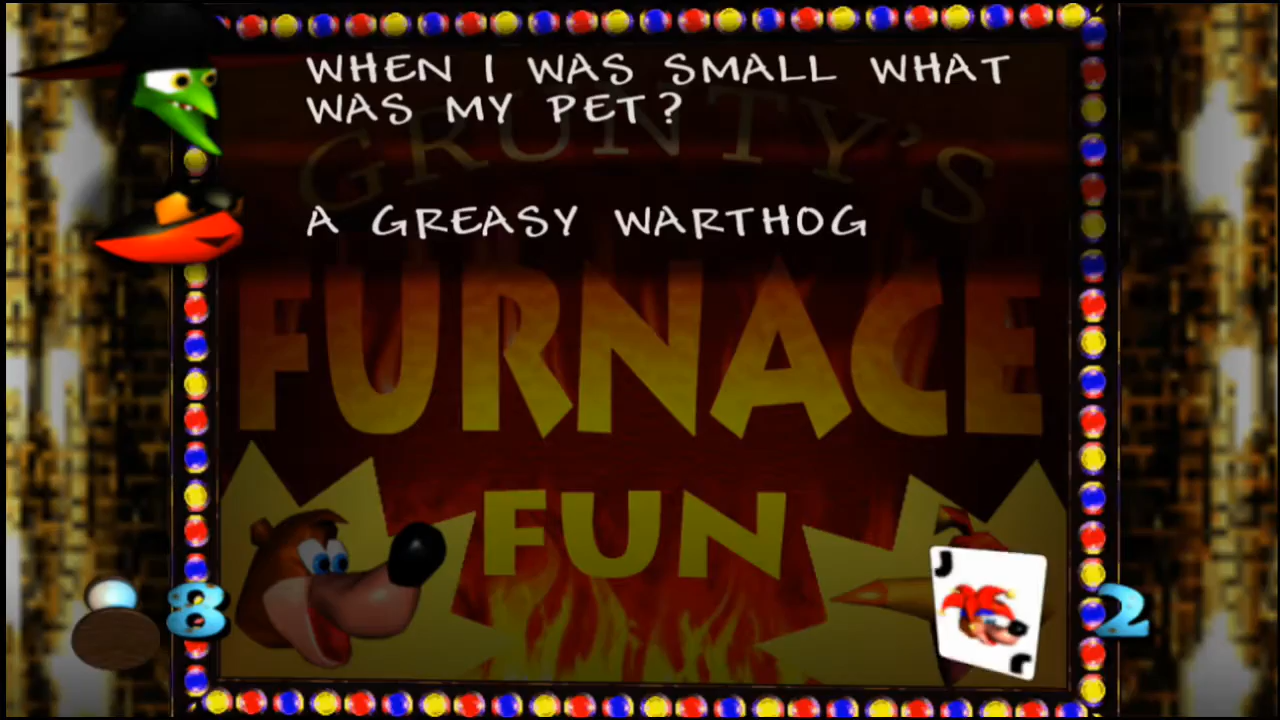 WHEN I WAS SMALL WHAT
WAS MY PET?
GRUNTY'S
A GREASY WARTHOG
FURNACE
FUN
J
J
8
2